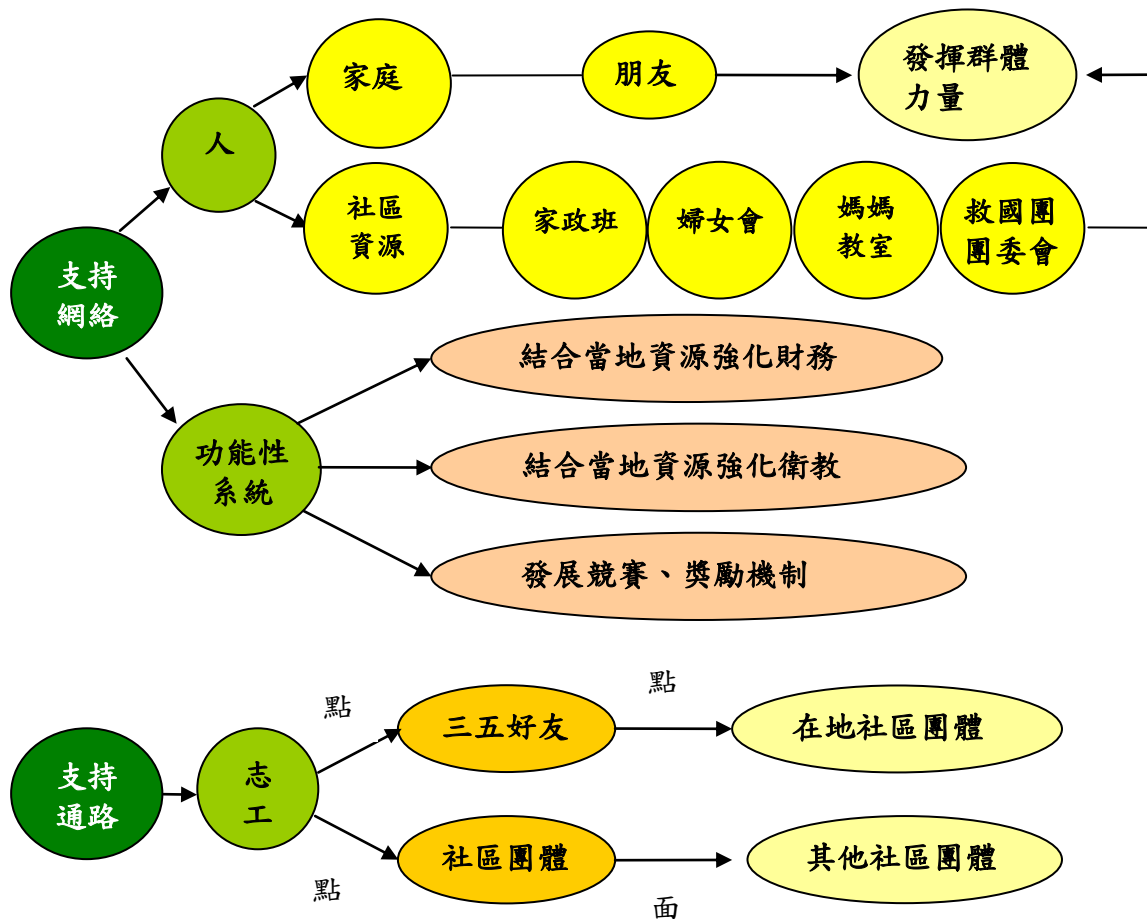 家庭
朋友
發揮群體
力量
人
社區
資源
家政班
婦女會
媽媽
教室
救國團
團委會
支持
網絡
結合當地資源強化財務
功能性
系統
結合當地資源強化衛教
發展競賽、獎勵機制
點
點
三五好友
在地社區團體
支持
通路
志
工
社區團體
其他社區團體
點
面